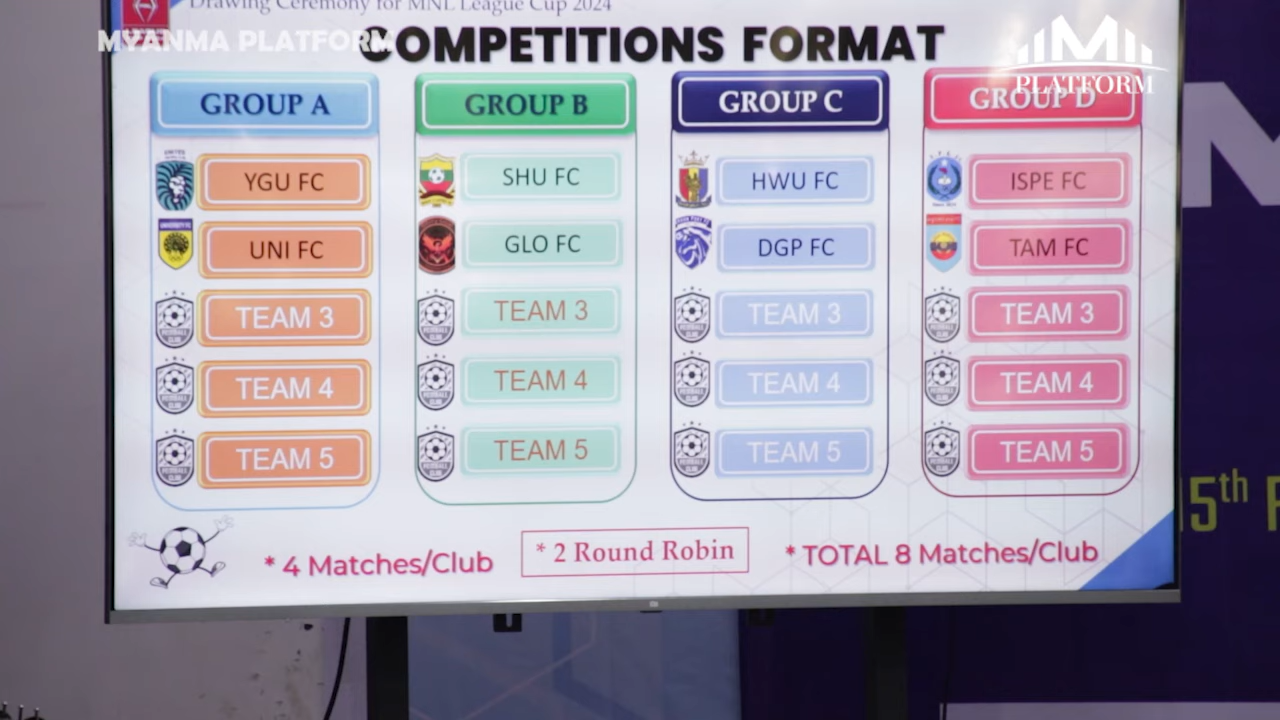 Drawing Ceremony for MNL League Cup 2024
MYANMA PLATFORM
COMPETITIONS FORMAT
PLATFORM
GROUP A
GROUP B
GROUP C
GROUP D
YGU FC
SHU FC
HWU FC
ISPE FC
UNI FC
GLO FC
DGP FC
TAM FC
TEAM 3
TEAM 3
TEAM 3
TEAM 3
TEAM 4
TEAM 4
TEAM 4
TEAM 4
TEAM 5
TEAM 5
TEAM 5
TEAM 5
* 4 Matches/Club
* 2 Round Robin
* TOTAL 8 Matches/Club
15th F